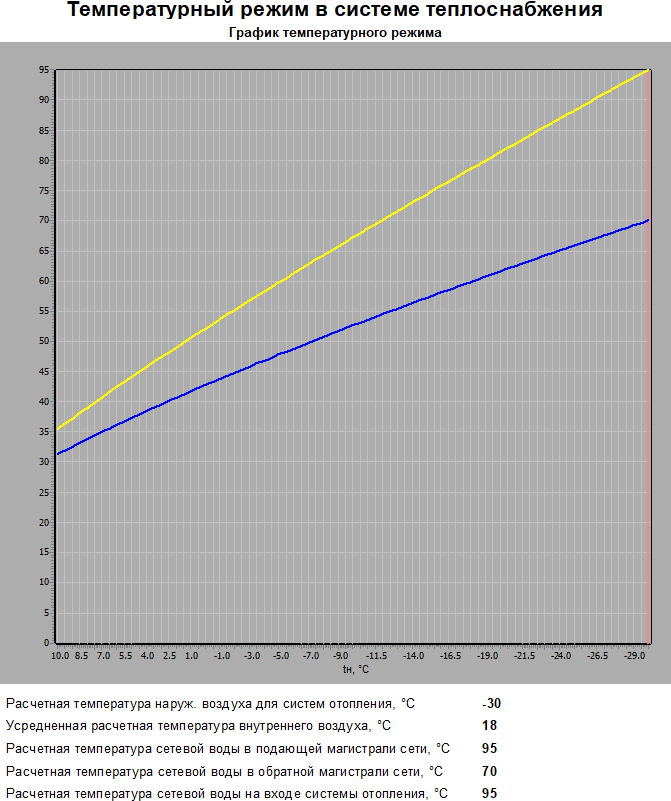 Температурный режим в системе теплоснабжения
График температурного режима
95
90
85
80
75
70
65
60
55
50
45
40
35
30
25
20
15
10
5
0
10.0 8.5 7.0 5.5 4.0 2.5 1.0 -1.0 -3.0 -5.0 -7.0 -9.0 -11.5 -14.0 -16.5 -19.0 -21.5 -24.0 -26.5 -29.0
tн, °C
Расчетная температура наруж. воздуха для систем отопления, °С -30
Усредненная расчетная температура внутреннего воздуха, °С 18
Расчетная температура сетевой воды в подающей магистрали сети, °С 95
Расчетная температура сетевой воды в обратной магистрали сети, °С 70
Расчетная температура сетевой воды на входе системы отопления, °С 95